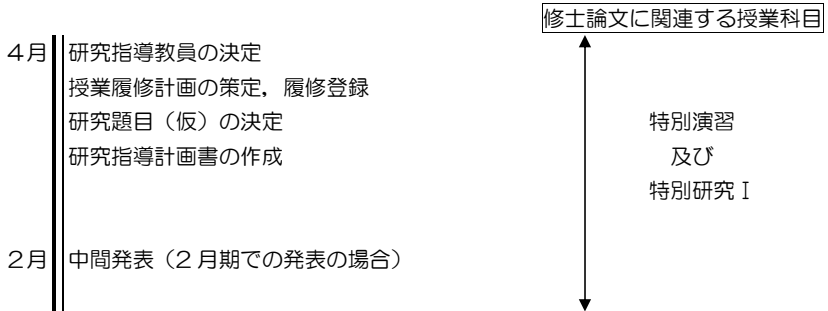 修士論文に関連する授業科目
4月 研究指導教員の決定
授業履修計画の策定，履修登録
研究題目（仮）の決定
特別演習
研究指導計画書の作成
及び
特別研究Ⅰ
2月 中間発表（2月期での発表の場合）